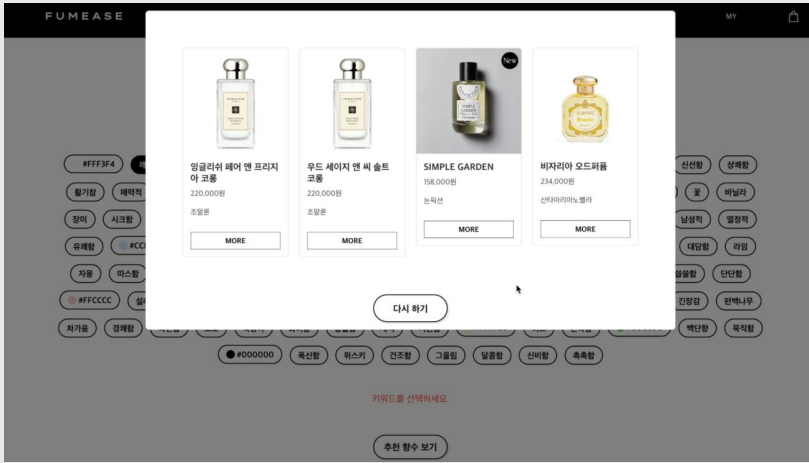 FUMEASE
MY
New
잉글리쉬 페어 앤 프리지
아 코롱
220,000원
조말론
MORE
우드 세이지 앤 씨 솔트
코롱
220,000원
조말론
MORE
SIMPLE GARDEN
158,000원
논픽션
MORE
비자리아 오드퍼퓸
234,000원
산타마리아노벨라
MORE
다시 하기
#FFF3F4
신선함 상쾌함
활기참 매력적
꽃 바닐라
장미 시크함
남성적 열정적
유쾌함
대담함 라임
자몽 따스함
씁쓸함 단단함
#FFCCCC
긴장감 편백나무
차가움 경쾌함
백단향 묵직함
#000000 폭신함 위스키 건조함 그을림 달콤함 신비함 촉촉함
키워드를 선택하세요.
추천 향수 보기